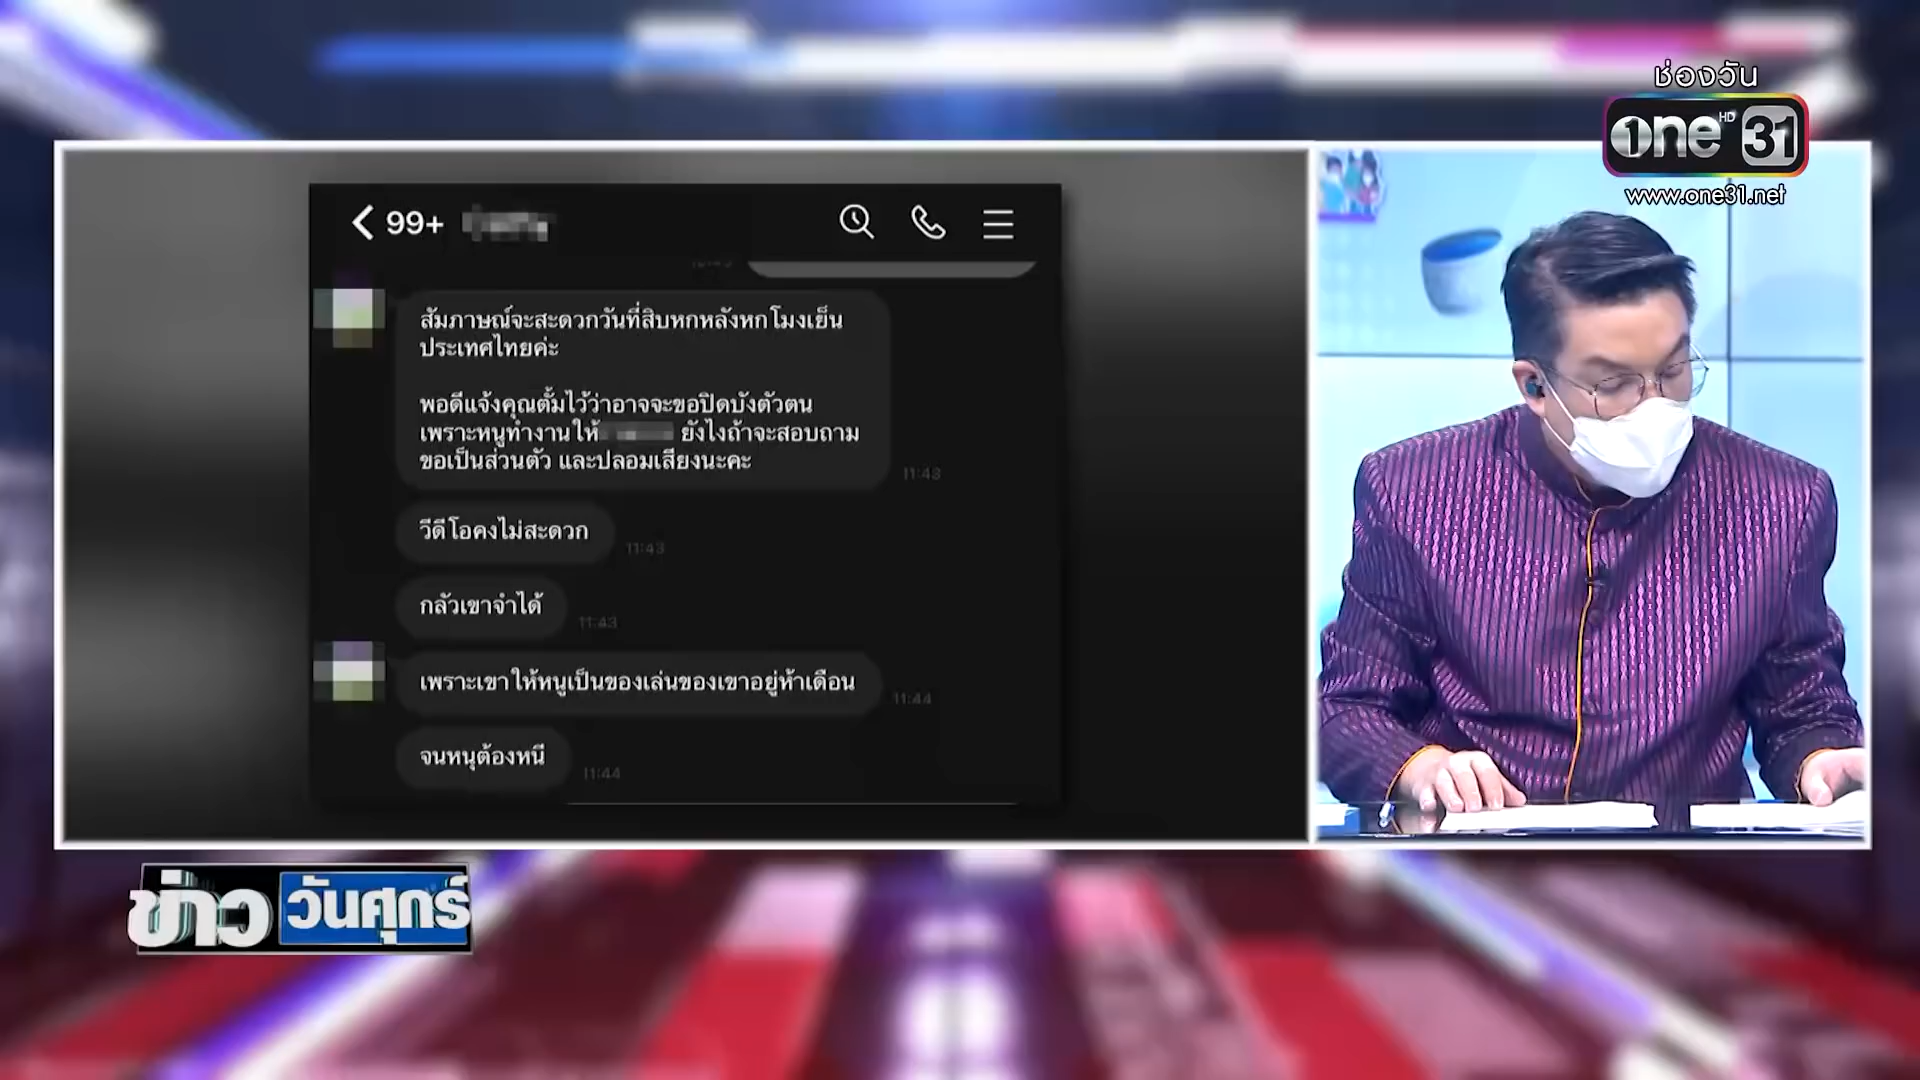 ช่องวัน
one HD 31
www.one31.net
99+
สัมภาษณ์จะสะดวกวันที่สิบหกหลังหกโมงเย็น
ประเทศไทยค่ะ
พอดีแจ้งคุณตั้มไว้ว่าอาจจะขอปิดบังตัวตน
เพราะหนูทำงานให้ ยังไงถ้าจะสอบถาม
ขอเป็นส่วนตัว และปลอมเสียงนะคะ
11:43
วีดีโอคงไม่สะดวก
11:43
กลัวเขาจำได้
11:43
เพราะเขาให้หนูเป็นของเล่นของเขาอยู่ห้าเดือน
11:44
จนหนุต้องหนี
11:44
ข่าว วันศุกร์